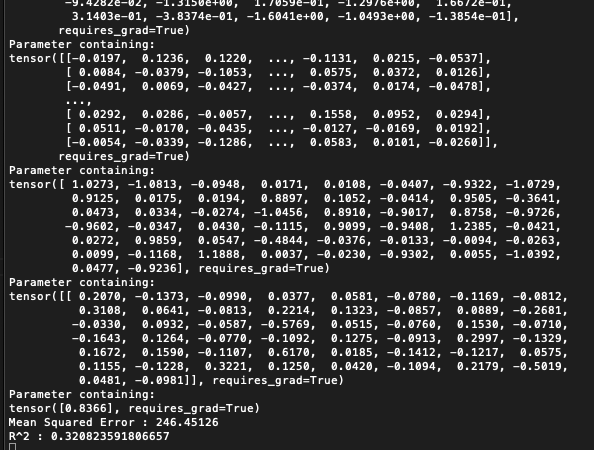 -9.4282e-02, -1.3150e+00, 1.7059e-01, -1.2976e+00, 1.6672e-01,
3.1403e-01, -3.8374e-01, -1.6041e+00, -1.0493e+00, -1.3854e-01],
requires_grad=True)
Parameter containing:
tensor([[-0.0197, 0.1236, 0.1220, ..., -0.1131, 0.0215, -0.0537],
[ 0.0084, -0.0379, -0.1053, ..., 0.0575, 0.0372, 0.0126],
[-0.0491, 0.0069, -0.0427, ..., -0.0374, 0.0174, -0.0478],
...,
[ 0.0292, 0.0286, -0.0057, ..., 0.1558, 0.0952, 0.0294],
[ 0.0511, -0.0170, -0.0435, ..., -0.0127, -0.0169, 0.0192],
[-0.0054, -0.0339, -0.1286, ..., 0.0583, 0.0101, -0.0260]],
requires_grad=True)
Parameter containing:
tensor([ 1.0273, -1.0813, -0.0948, 0.0171, 0.0108, -0.0407, -0.9322, -1.0729,
0.9125, 0.0175, 0.0194, 0.8897, 0.1052, -0.0414, 0.9505, -0.3641,
0.0473, 0.0334, -0.0274, -1.0456, 0.8910, -0.9017, 0.8758, -0.9726,
-0.9602, -0.0347, 0.0430, -0.1115, 0.9099, -0.9408, 1.2385, -0.0421,
0.0272, 0.9859, 0.0547, -0.4844, -0.0376, -0.0133, -0.0094, -0.0263,
0.0099, -0.1168, 1.1888, 0.0037, -0.0230, -0.9302, 0.0055, -1.0392,
0.0477, -0.9236], requires_grad=True)
Parameter containing:
tensor([[ 0.2070, -0.1373, -0.0990, 0.0377, 0.0581, -0.0780, -0.1169, -0.0812,
0.3108, 0.0641, -0.0813, 0.2214, 0.1323, -0.0857, 0.0889, -0.2681,
-0.0330, 0.0932, -0.0587, -0.5769, 0.0515, -0.0760, 0.1530, -0.0710,
-0.1643, 0.1264, -0.0770, -0.1092, 0.1275, -0.0913, 0.2997, -0.1329,
0.1672, 0.1590, -0.1107, 0.6170, 0.0185, -0.1412, -0.1217, 0.0575,
0.1155, -0.1228, 0.3221, 0.1250, 0.0420, -0.1094, 0.2179, -0.5019,
0.0481, -0.0981]], requires_grad=True)
Parameter containing:
tensor([0.8366], requires_grad=True)
Mean Squared Error : 246.45126
R^2 : 0.320823591806657